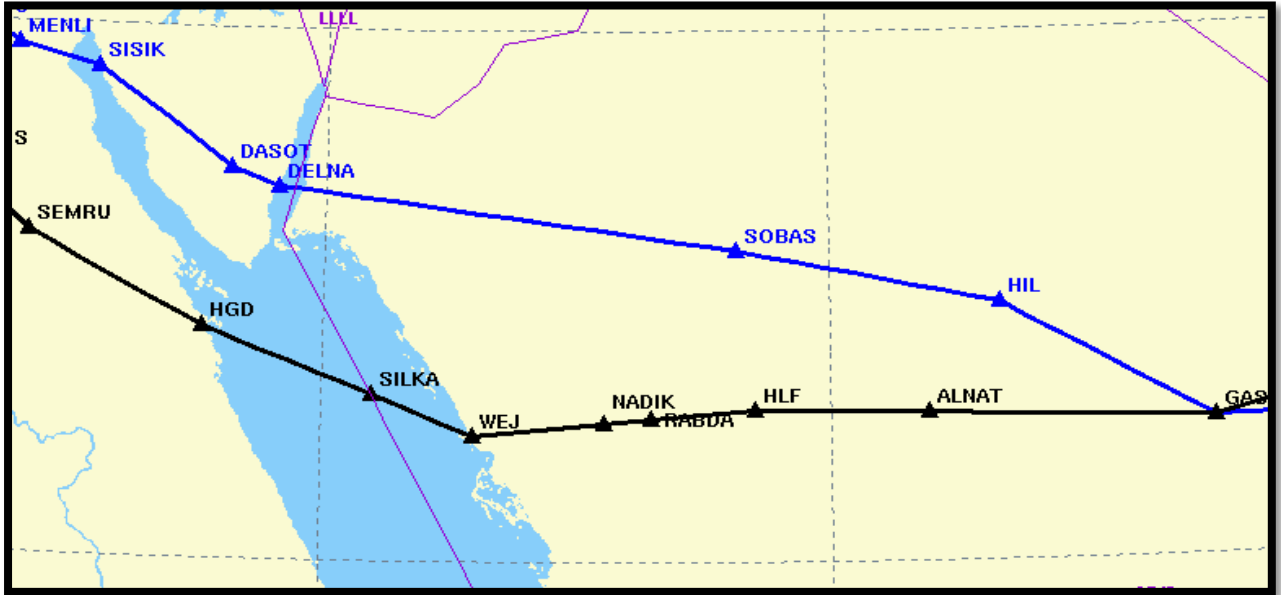 LLLL
MENLI
SISIK
S
DASOT
DELNA
SEMRU
SOBAS
HIL
HGD
SILKA
WEJ
NADIK
RABDA
HLF
ALNAT
GAS